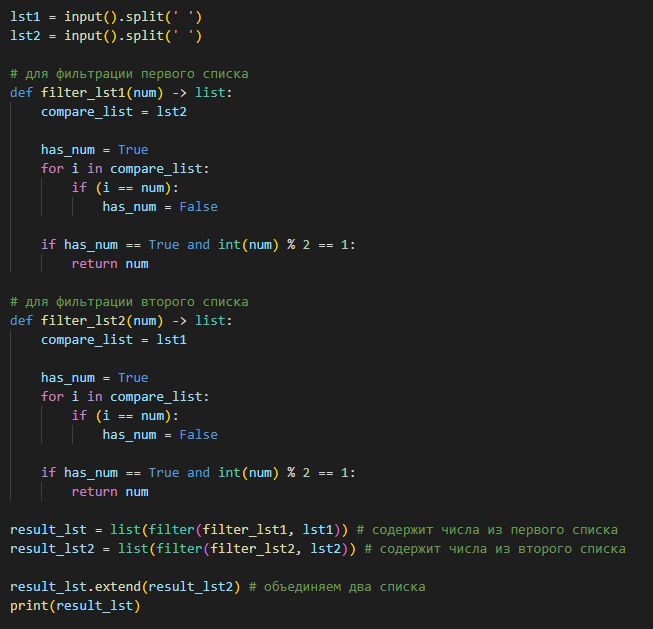 lst1 = input().split(' ')
lst2 = input().split(' ')
# для фильтрации первого списка
def filter_lst1(num) -> list:
    compare_list = lst2
    has_num = True
    for i in compare_list:
        if (i == num):
            has_num = False
    if has_num == True and int(num) % 2 == 1:
        return num
# для фильтрации второго списка
def filter_lst2(num) -> list:
    compare_list = lst1
    has_num = True
    for i in compare_list:
        if (i == num):
            has_num = False
    if has_num == True and int(num) % 2 == 1:
        return num
result_lst = list(filter(filter_lst1, lst1)) # содержит числа из первого списка
result_lst2 = list(filter(filter_lst2, lst2)) # содержит числа из второго списка
result_lst.extend(result_lst2) # объединяем два списка
print(result_lst)